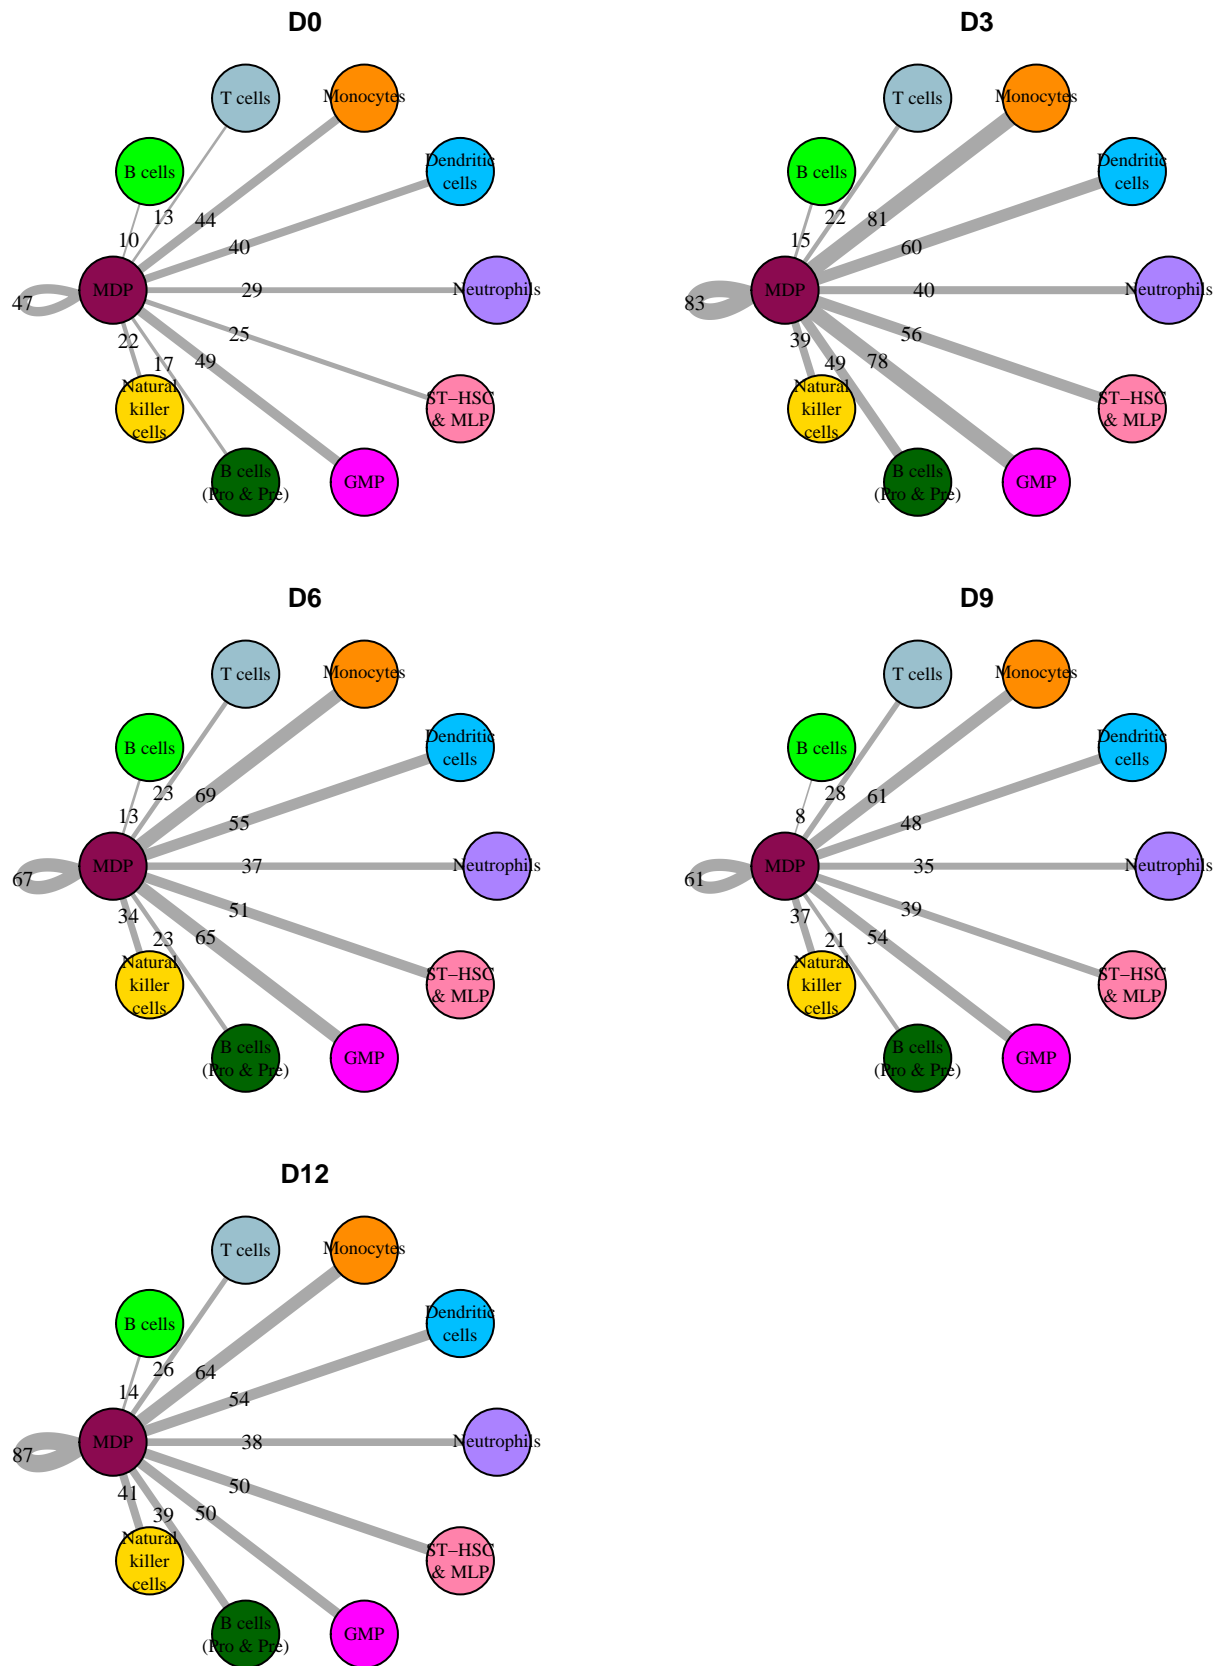 D0
T cells
Monocytes
B cells
Dendritic
cells
13
44
10
40
47
MDP
29
Neutrophils
22
25
17
49
Natural
killer
cells
ST−HSC
& MLP
B cells
(Pro & Pre)
GMP
D3
T cells
Monocytes
B cells
Dendritic
cells
22
81
15
60
83
MDP
40
Neutrophils
39
56
49
78
Natural
killer
cells
ST−HSC
& MLP
B cells
(Pro & Pre)
GMP
D6
T cells
Monocytes
B cells
Dendritic
cells
23
69
13
55
67
MDP
37
Neutrophils
34
51
23
65
Natural
killer
cells
ST−HSC
& MLP
B cells
(Pro & Pre)
GMP
D9
T cells
Monocytes
B cells
Dendritic
cells
28
61
8
48
61
MDP
35
Neutrophils
37
39
21
54
Natural
killer
cells
ST−HSC
& MLP
B cells
(Pro & Pre)
GMP
D12
T cells
Monocytes
B cells
Dendritic
cells
26
64
14
54
87
MDP
38
Neutrophils
41
50
39
50
Natural
killer
cells
ST−HSC
& MLP
B cells
(Pro & Pre)
GMP